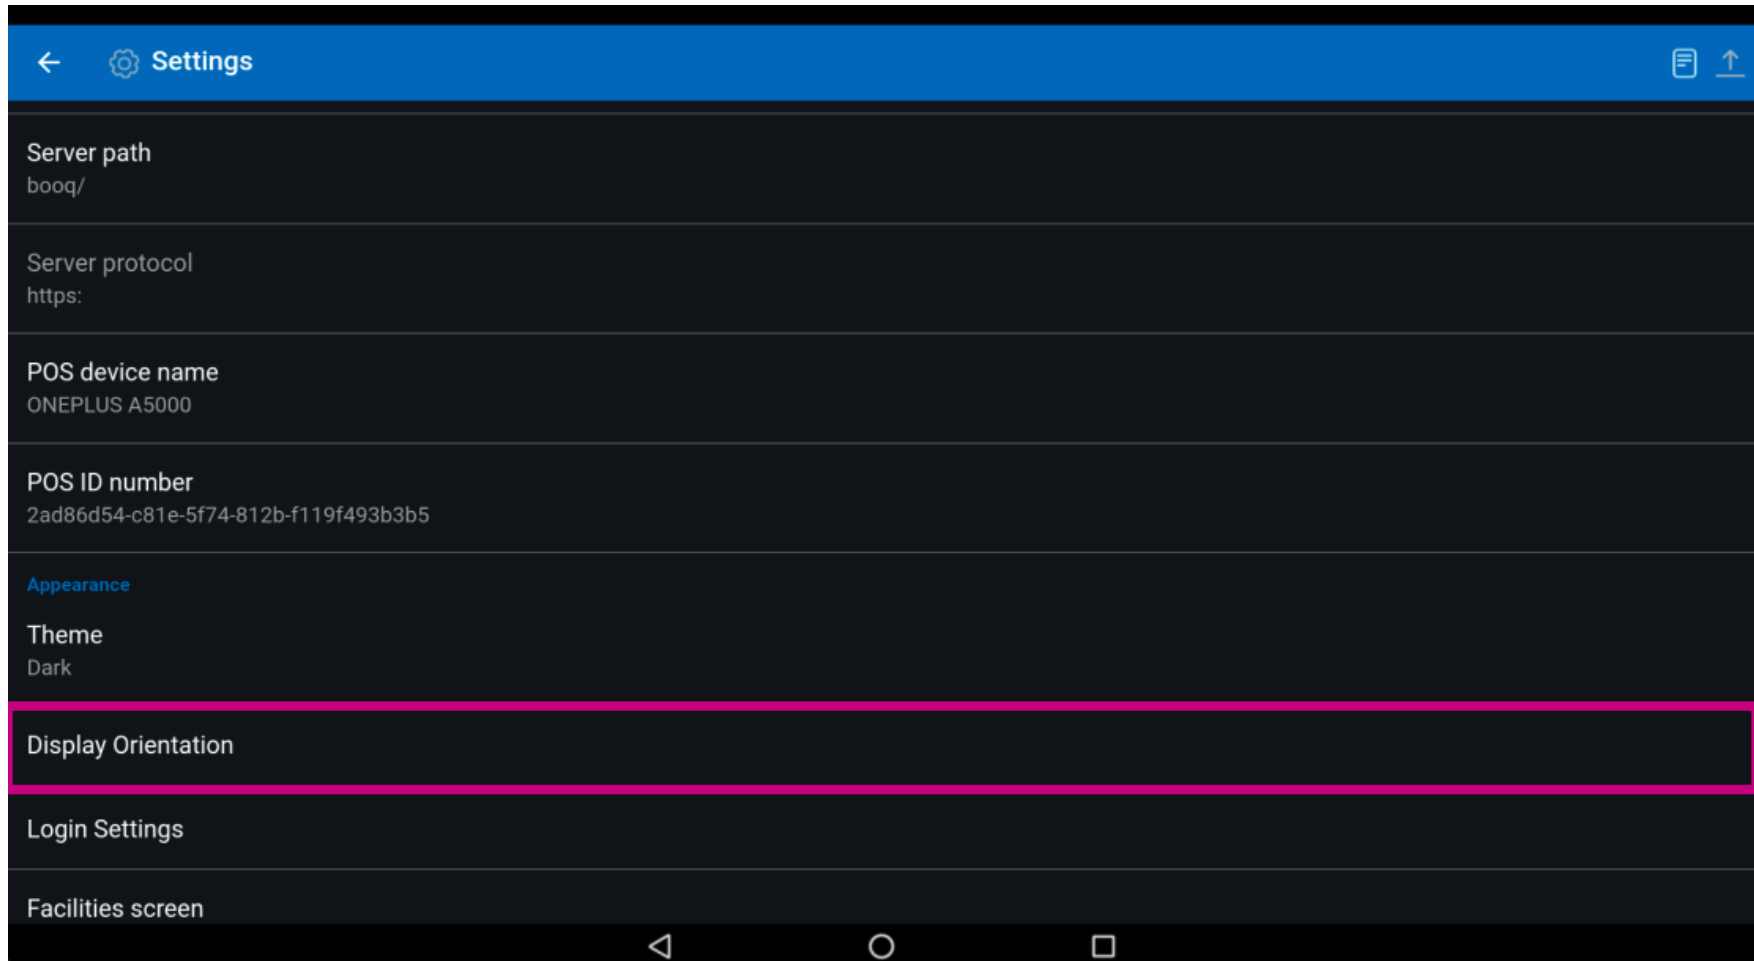 Settings
Server path
booq/
Server protocol
https:
POS device name
ONEPLUS A5000
POS ID number
2ad86d54-c81e-5f74-812b-f119f493b3b5
Appearance
Theme
Dark
Display Orientation
Login Settings
Facilities screen